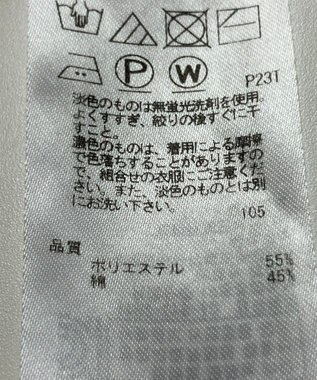 P W P23T
淡色のものは無蛍光洗剤を使用。
よくすすぎ、絞りの後すぐに干
すこと。
濃色のものは、着用による摩擦
で色落ちすることがありますの
で、組合せの衣服にご注意くだ
さい。また、淡色のものとは別
にお洗い下さい。
105
品質
ポリエステル 55%
綿 45%